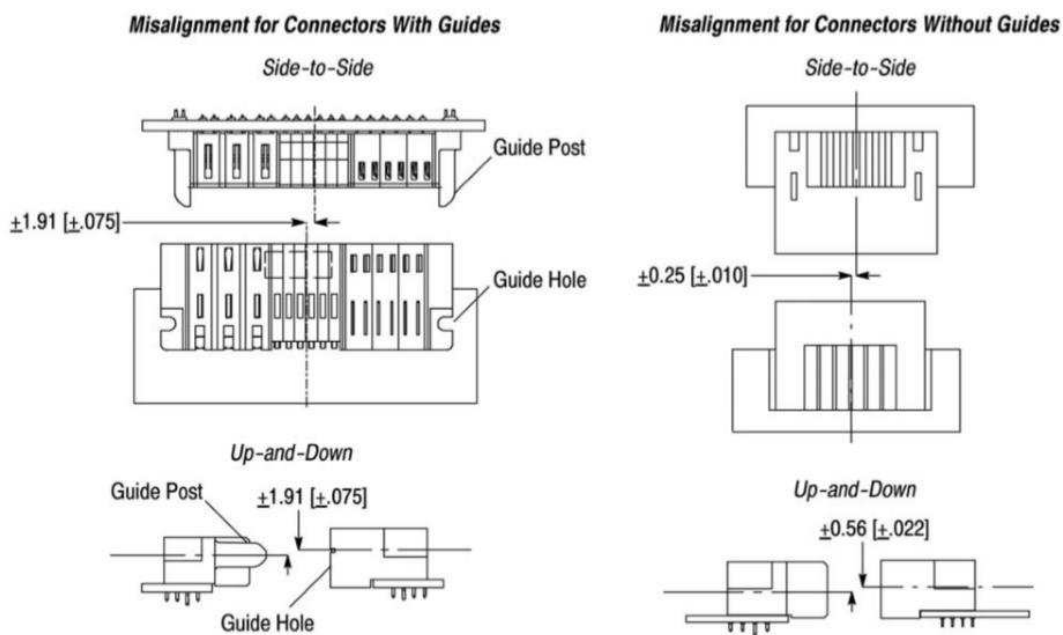 Misalignment for Connectors With Guides
Side-to-Side
Guide Post
±1.91 [±.075]
Guide Hole
Up-and-Down
Guide Post
±1.91 [±.075]
Guide Hole
Misalignment for Connectors Without Guides
Side-to-Side
±0.25 [±.010]
Up-and-Down
±0.56 [±.022]